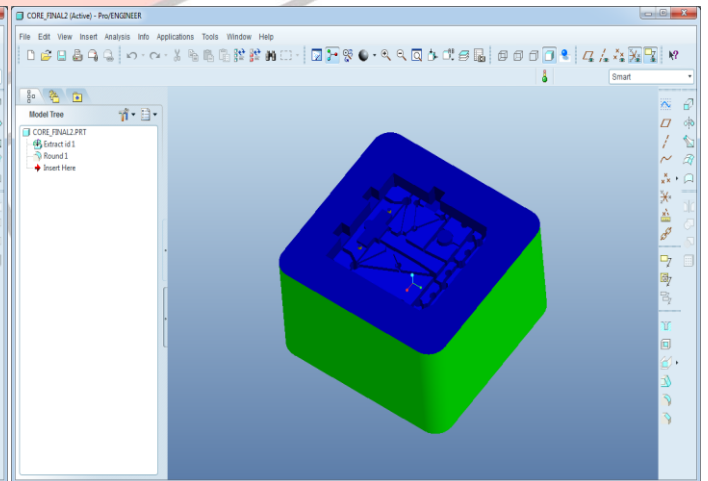 CORE_FINAL2 (Active) - Pro/ENGINEER
File Edit View Insert Analysis Info Applications Tools Window Help
Smart
Model Tree
CORE_FINAL2.PRT
Extract id 1
Round 1
Insert Here